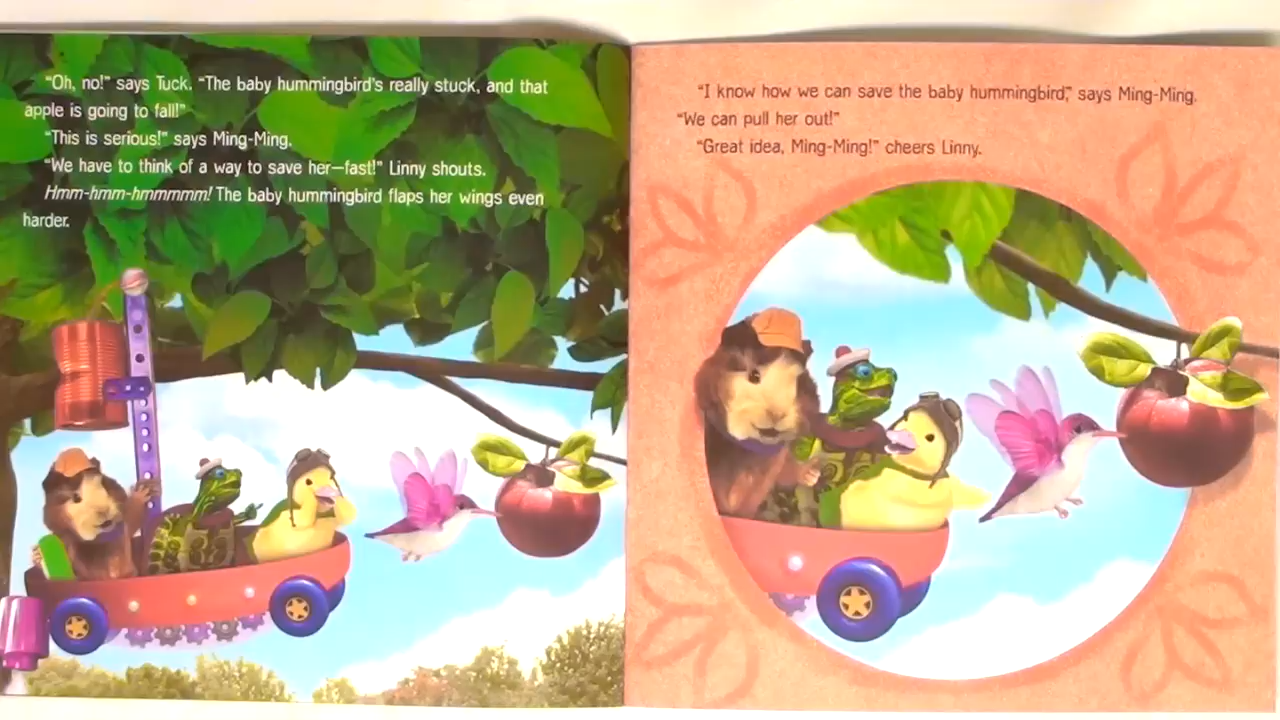 "Oh, no!" says Tuck. "The baby hummingbird's really stuck, and that
apple is going to fall!"
"This is serious!" says Ming-Ming.
"We have to think of a way to save her—fast!" Linny shouts.
Hmm-hmm-hmmmmm! The baby hummingbird flaps her wings even
harder.
"I know how we can save the baby hummingbird," says Ming-Ming.
"We can pull her out!"
"Great idea, Ming-Ming!" cheers Linny.